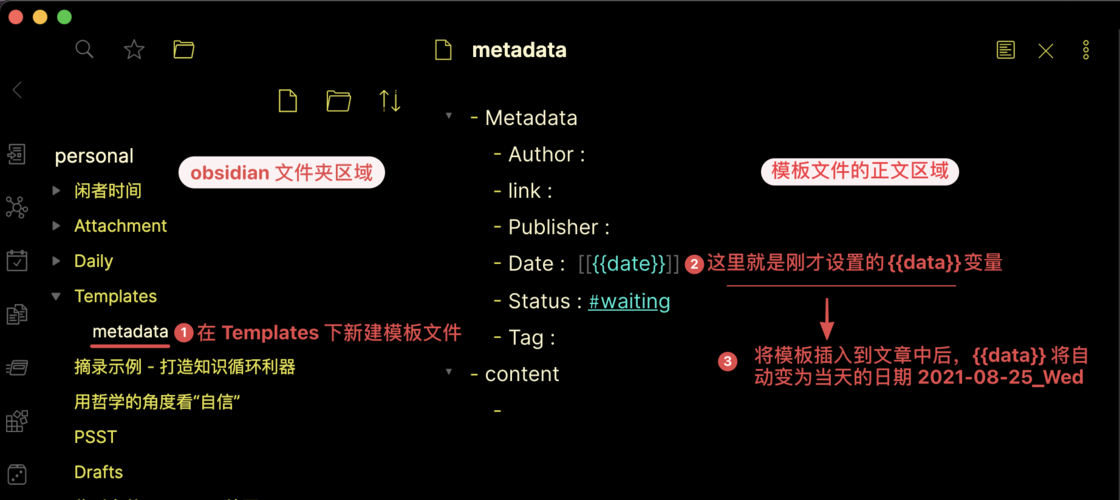 metadata
personal
obsidian 文件夹区域
闲者时间
Attachment
Daily
Templates
metadata
1 在 Templates 下新建模板文件
摘录示例 - 打造知识循环利器
用哲学的角度看“自信”
PSST
Drafts
模板文件的正文区域
- Metadata
- Author :
- link :
- Publisher :
- Date : [[{{date}}]] 2 这里就是刚才设置的 {{data}} 变量
- Status : #waiting
- Tag :
- content
-
3 将模板插入到文章中后，{{data}} 将自
动变为当天的日期 2021-08-25_Wed